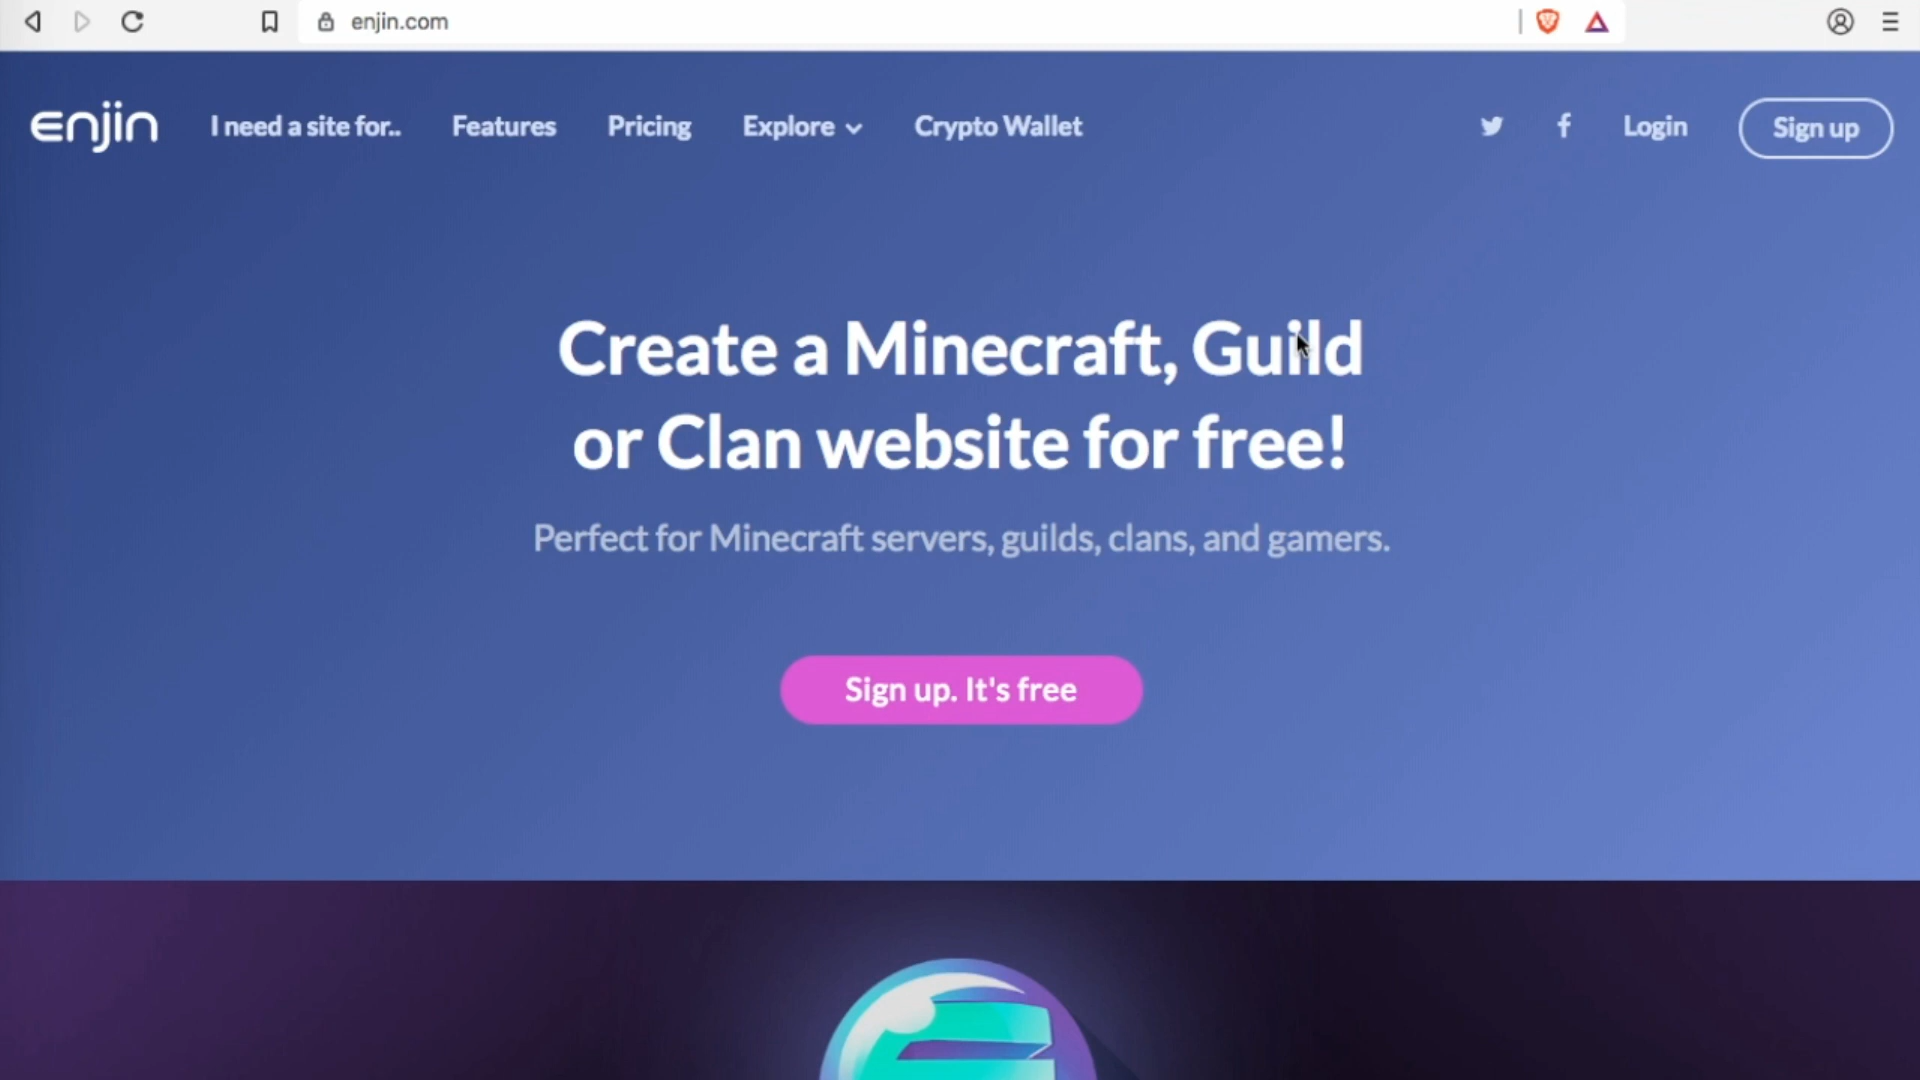 enjin.com
enjin
I need a site for..
Features
Pricing
Explore
Crypto Wallet
Login
Sign up
Create a Minecraft, Guild
or Clan website for free!
Perfect for Minecraft servers, guilds, clans, and gamers.
Sign up. It's free